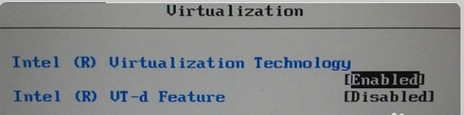 Virtualization
Intel (R) Virtualization Technology
[Enabled]
Intel (R) VT-d Feature [Disabled]